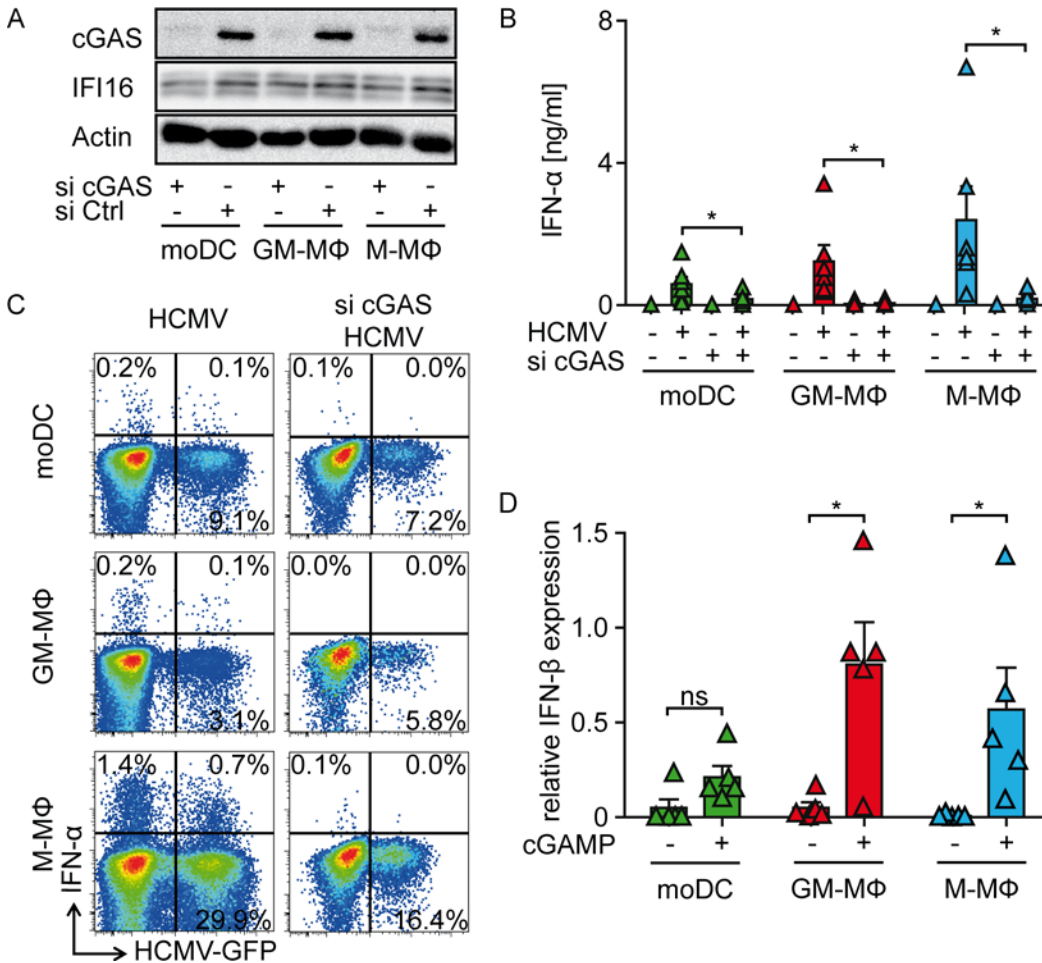 A
cGAS
IFI16
Actin
si cGAS + - + - + -
si Ctrl - + - + - +
moDC GM-MΦ M-MΦ
B
IFN-α [ng/ml]
8
4
0
* * *
HCMV - + - + - + - + - + - +
si cGAS - - + + - - + + - - + +
moDC GM-MΦ M-MΦ
C
HCMV
si cGAS
HCMV
moDC
0.2% 0.1% 0.1% 0.0%
9.1% 7.2%
GM-MΦ
0.2% 0.1% 0.0% 0.0%
3.1% 5.8%
M-MΦ
1.4% 0.7% 0.1% 0.0%
29.9% 16.4%
IFN-α
HCMV-GFP
D
relative IFN-β expression
1.5
1.0
0.5
0
ns * *
cGAMP - + - + - +
moDC GM-MΦ M-MΦ